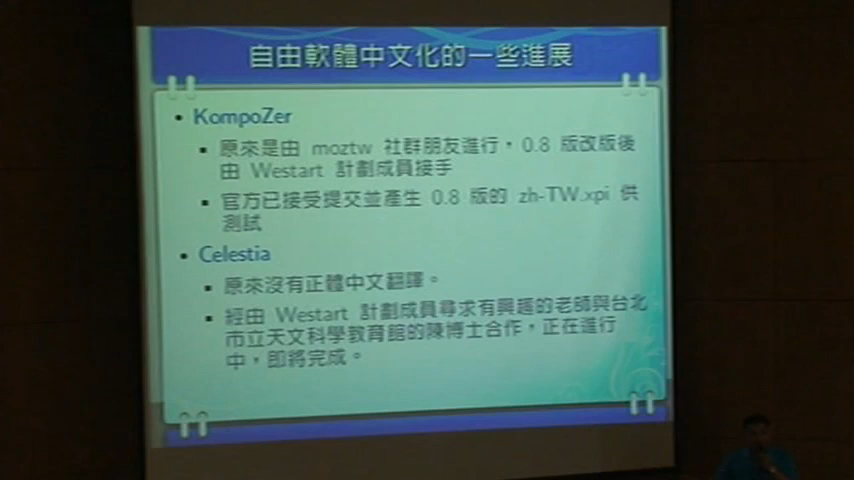 自由軟體中文化的一些進展
• KompoZer
▪ 原來是由 moztw 社群朋友進行，0.8 版改版後
由 Westart 計劃成員接手
▪ 官方已接受提交並產生 0.8 版的 zh-TW.xpi 供
測試
• Celestia
▪ 原來沒有正體中文翻譯。
▪ 經由 Westart 計劃成員尋求有興趣的老師與台北
市立天文科學教育館的陳博士合作，正在進行
中，即將完成。